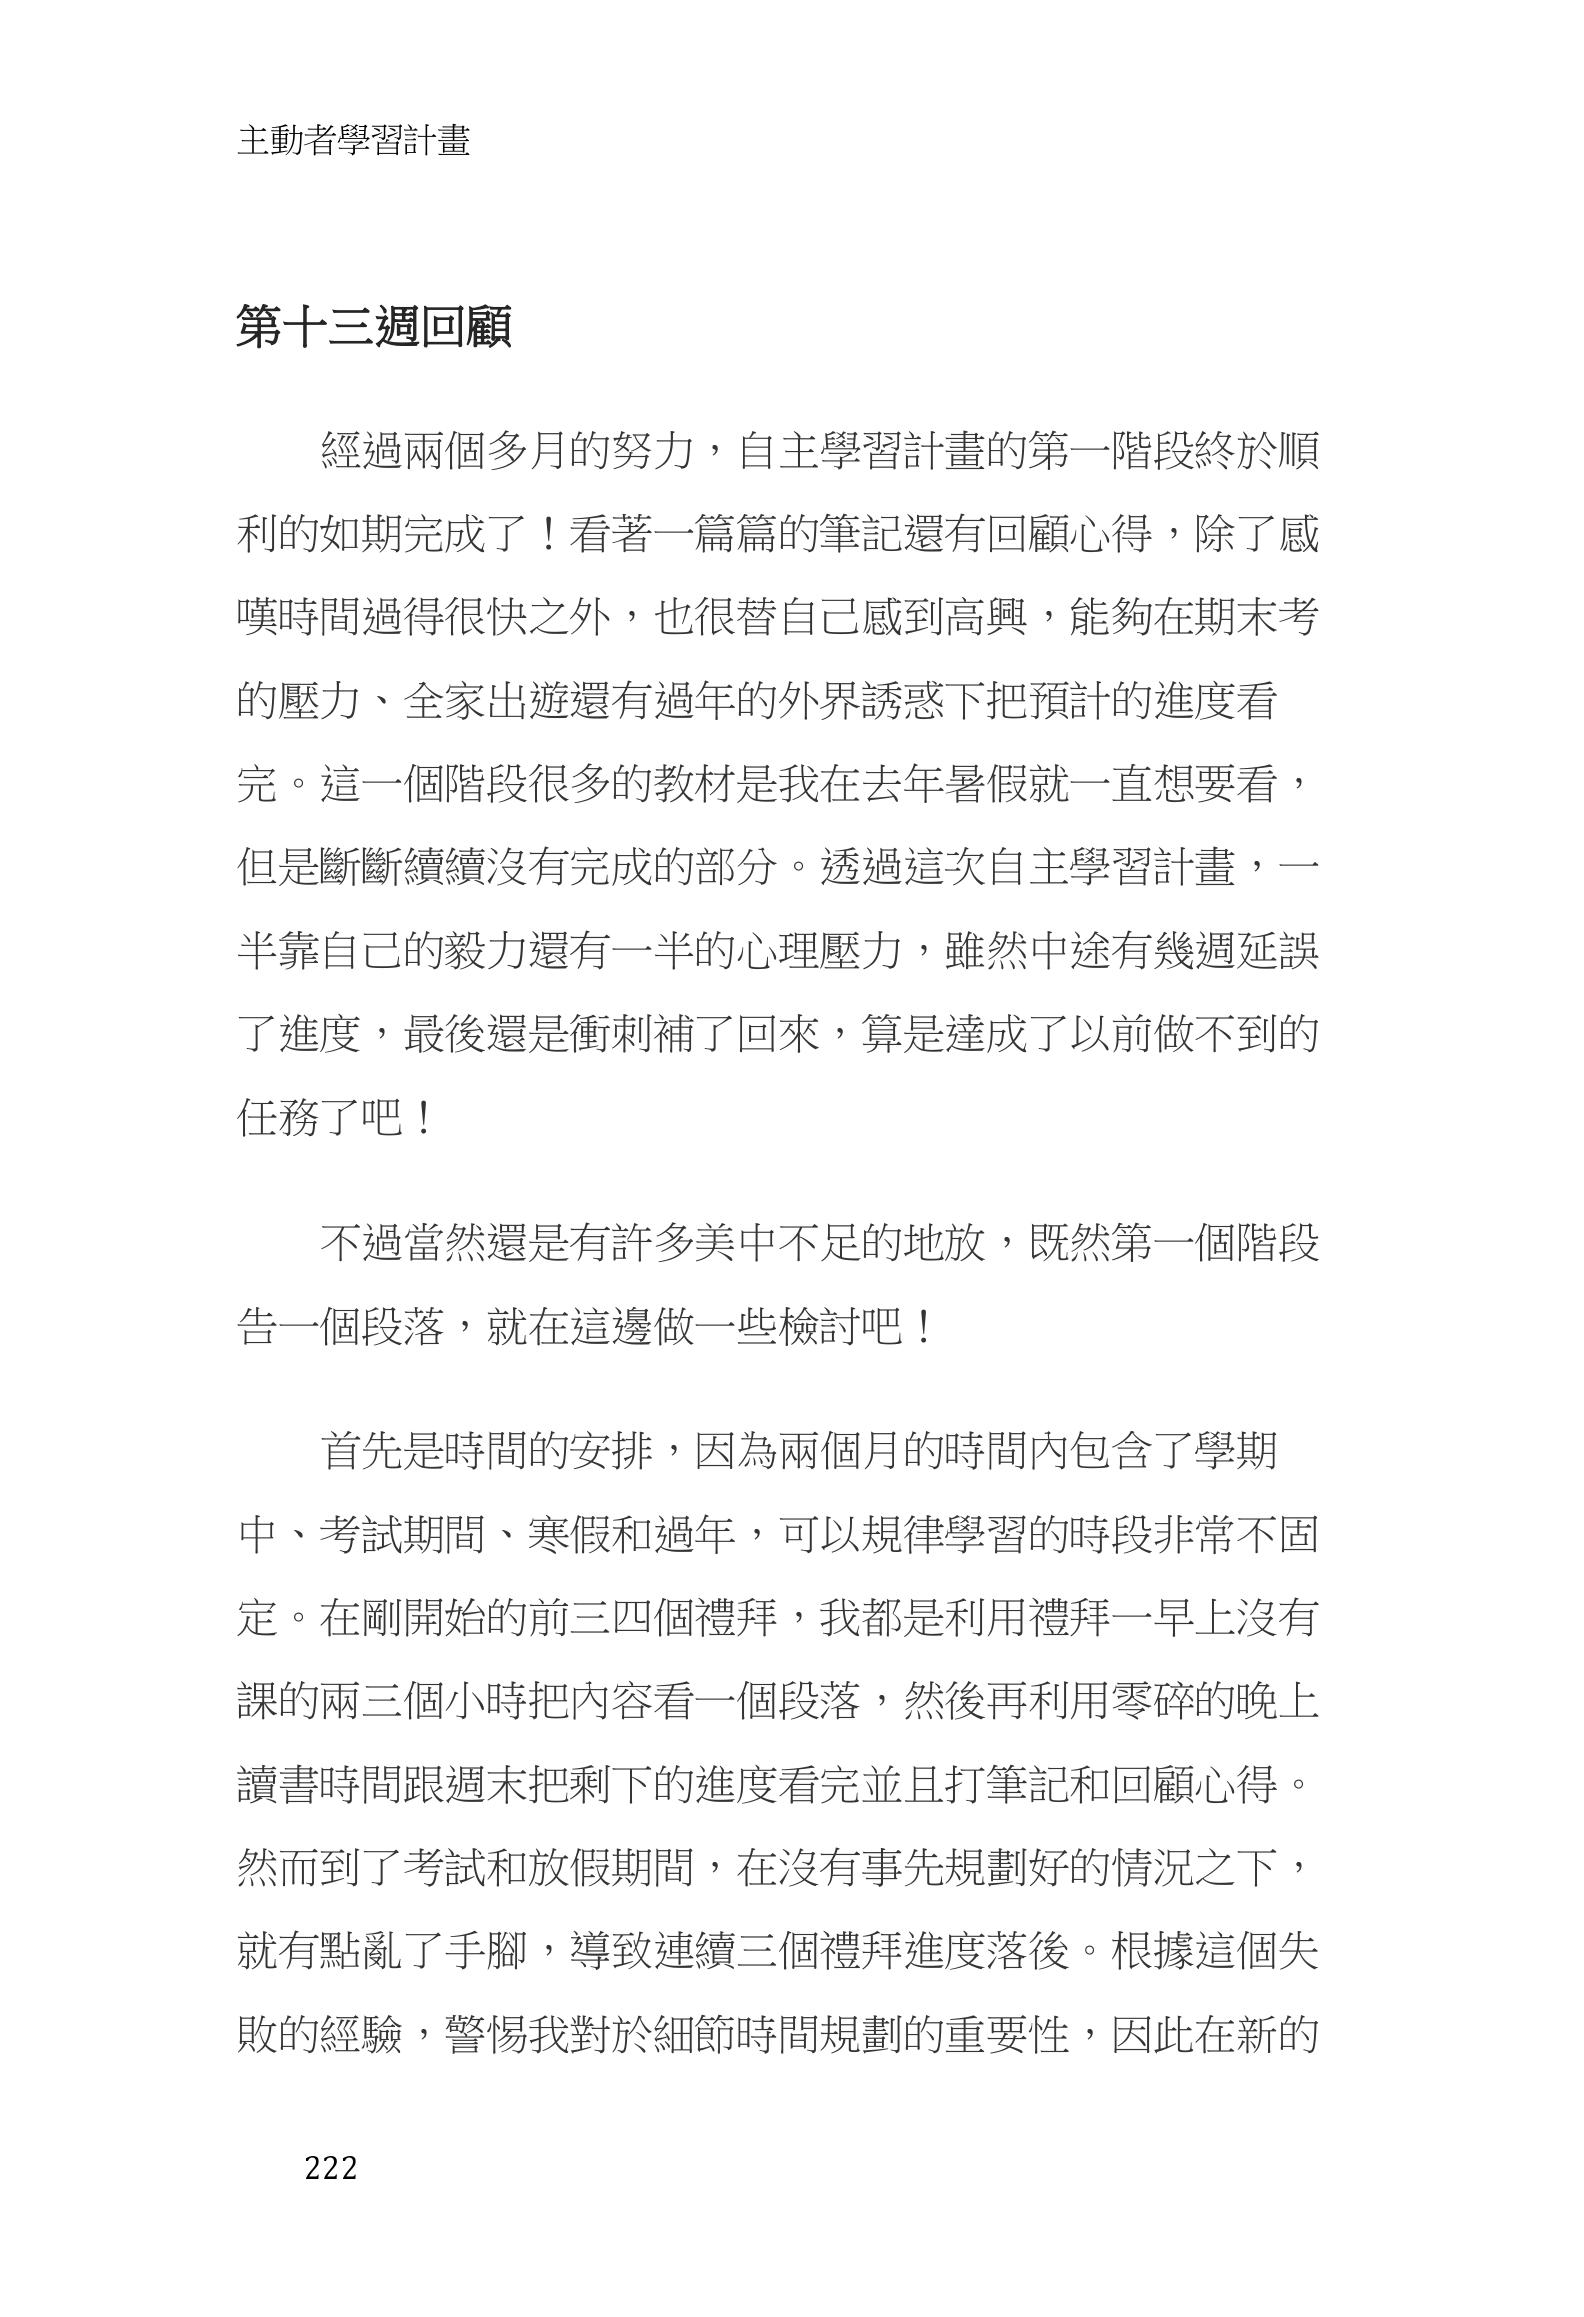 主動者學習計畫
第十三週回顧
經過兩個多月的努力，自主學習計畫的第一階段終於順
利的如期完成了！看著一篇篇的筆記還有回顧心得，除了感
嘆時間過得很快之外，也很替自己感到高興，能夠在期末考
的壓力、全家出遊還有過年的外界誘惑下把預計的進度看
完。這一個階段很多的教材是我在去年暑假就一直想要看，
但是斷斷續續沒有完成的部分。透過這次自主學習計畫，一
半靠自己的毅力還有一半的心理壓力，雖然中途有幾週延誤
了進度，最後還是衝刺補了回來，算是達成了以前做不到的
任務了吧！
不過當然還是有許多美中不足的地放，既然第一個階段
告一個段落，就在這邊做一些檢討吧！
首先是時間的安排，因為兩個月的時間內包含了學期
中、考試期間、寒假和過年，可以規律學習的時段非常不固
定。在剛開始的前三四個禮拜，我都是利用禮拜一早上沒有
課的兩三個小時把內容看一個段落，然後再利用零碎的晚上
讀書時間跟週末把剩下的進度看完並且打筆記和回顧心得。
然而到了考試和放假期間，在沒有事先規劃好的情況之下，
就有點亂了手腳，導致連續三個禮拜進度落後。根據這個失
敗的經驗，警惕我對於細節時間規劃的重要性，因此在新的
222